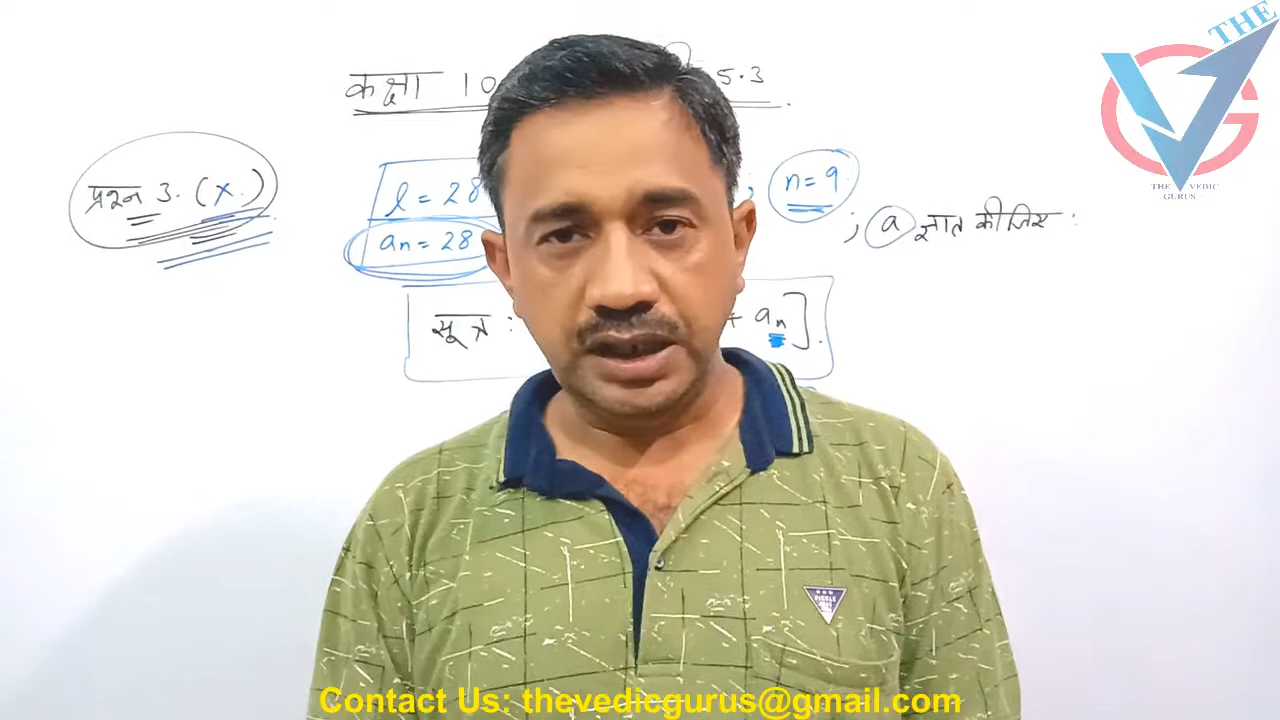 कक्षा 10 5.3
प्रश्न 3. (x.)
l = 28 ; n = 9
an = 28 ; a ज्ञात कीजिए :
सूत्र : + an ].
THE
VG
THE VEDIC
GURUS
Contact Us: thevedicgurus@gmail.com